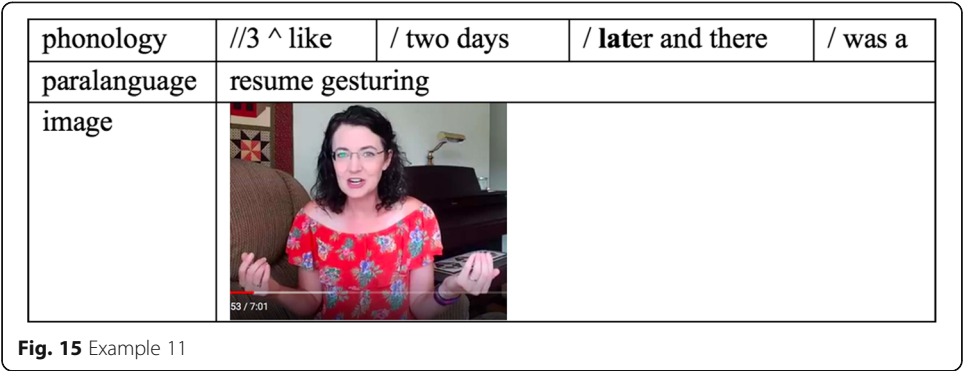 phonology //3 ^ like / two days / later and there / was a
paralanguage resume gesturing
image
53 / 7:01
Fig. 15 Example 11